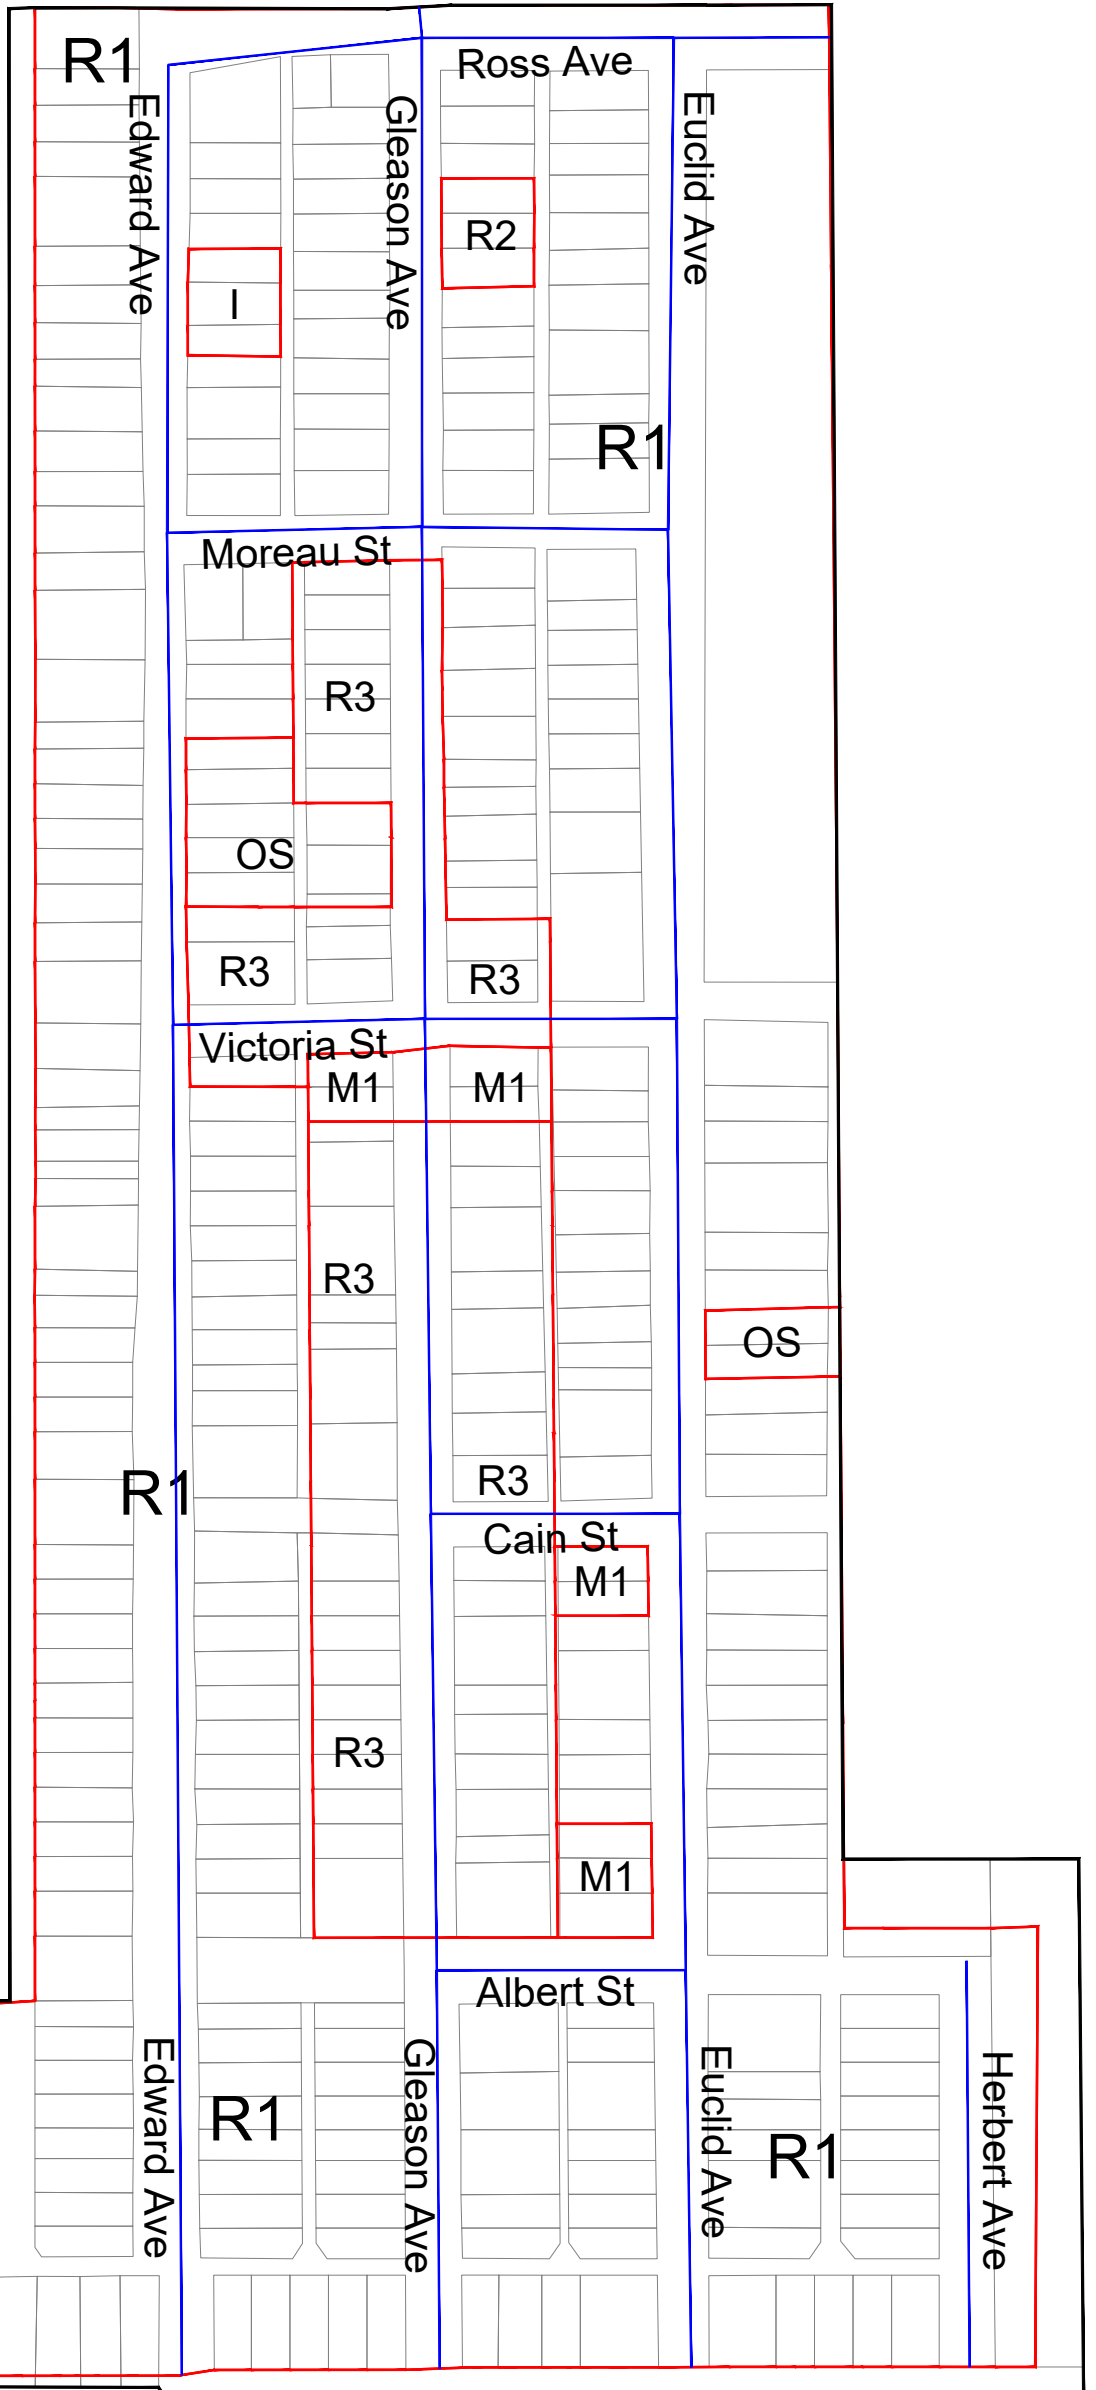 R1
Ross Ave
Edward Ave
Gleason Ave
Euclid Ave
R2
I
R1
Moreau St
R3
OS
R3
R3
Victoria St
M1
M1
R3
OS
R3
R1
Cain St
M1
R3
M1
Albert St
Edward Ave
Gleason Ave
Euclid Ave
Herbert Ave
R1
R1